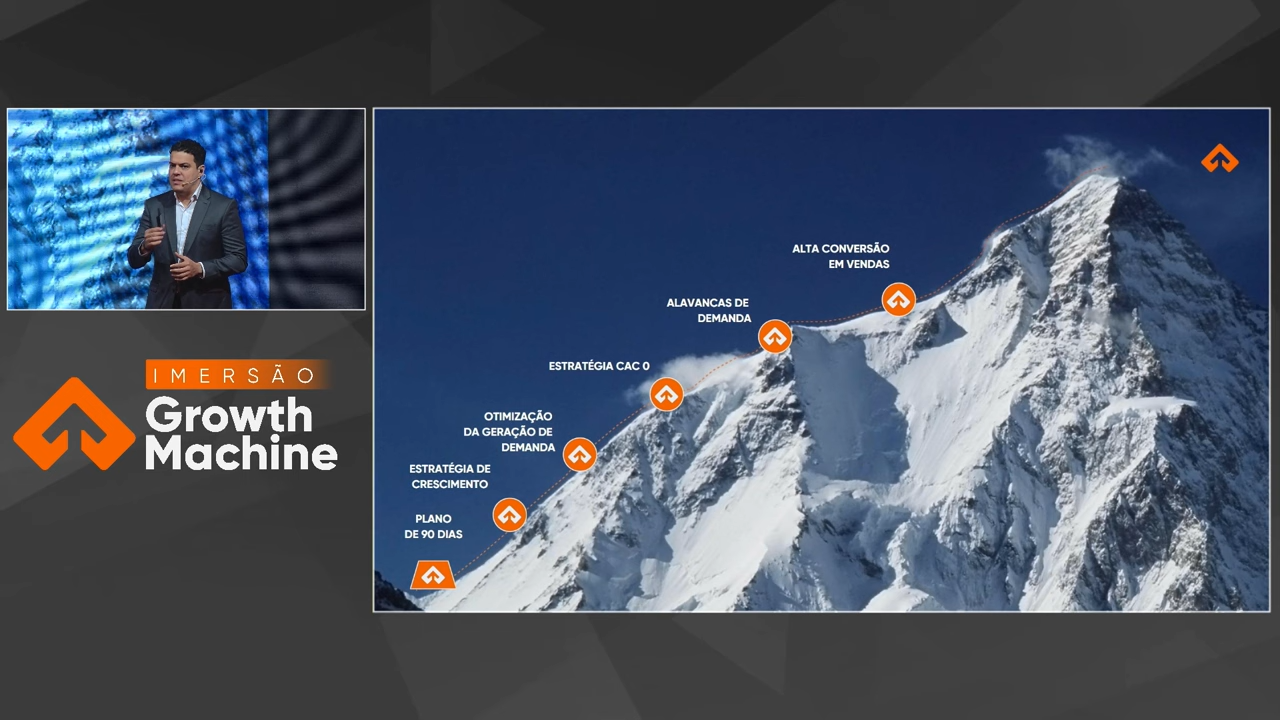 IMERSÃO
Growth
Machine
ALTA CONVERSÃO
EM VENDAS
ALAVANCAS DE
DEMANDA
ESTRATÉGIA CAC 0
OTIMIZAÇÃO
DA GERAÇÃO DE
DEMANDA
ESTRATÉGIA DE
CRESCIMENTO
PLANO
DE 90 DIAS